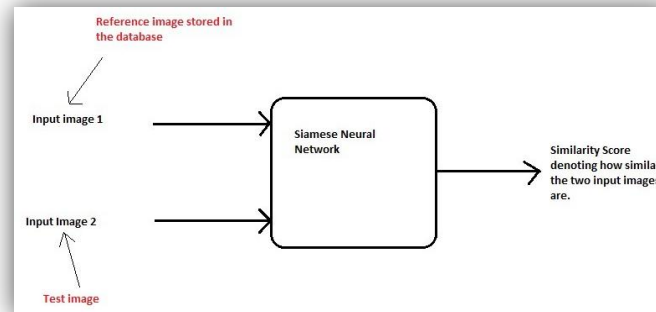 Reference image stored in
the database
Input image 1
Siamese Neural
Network
Similarity Score
denoting how simila
the two input images
are.
Input Image 2
Test image